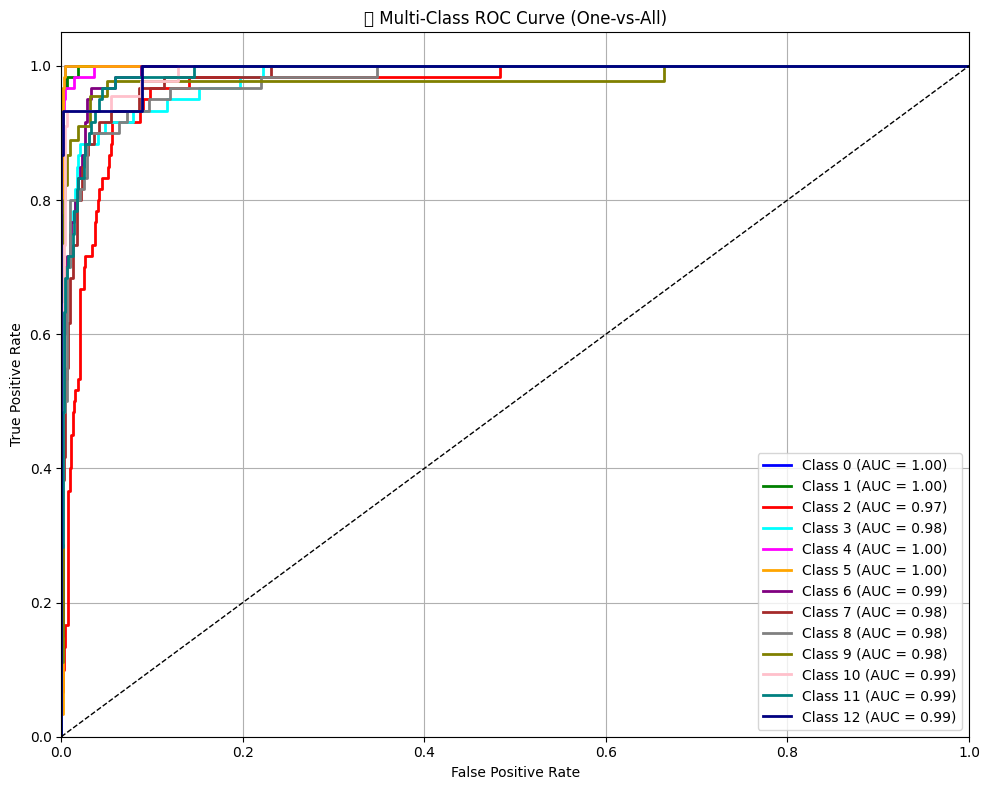 ▯ Multi-Class ROC Curve (One-vs-All)
True Positive Rate
1.0
0.8
0.6
0.4
0.2
0.0
Class 0 (AUC = 1.00)
Class 1 (AUC = 1.00)
Class 2 (AUC = 0.97)
Class 3 (AUC = 0.98)
Class 4 (AUC = 1.00)
Class 5 (AUC = 1.00)
Class 6 (AUC = 0.99)
Class 7 (AUC = 0.98)
Class 8 (AUC = 0.98)
Class 9 (AUC = 0.98)
Class 10 (AUC = 0.99)
Class 11 (AUC = 0.99)
Class 12 (AUC = 0.99)
0.0 0.2 0.4 0.6 0.8 1.0
False Positive Rate